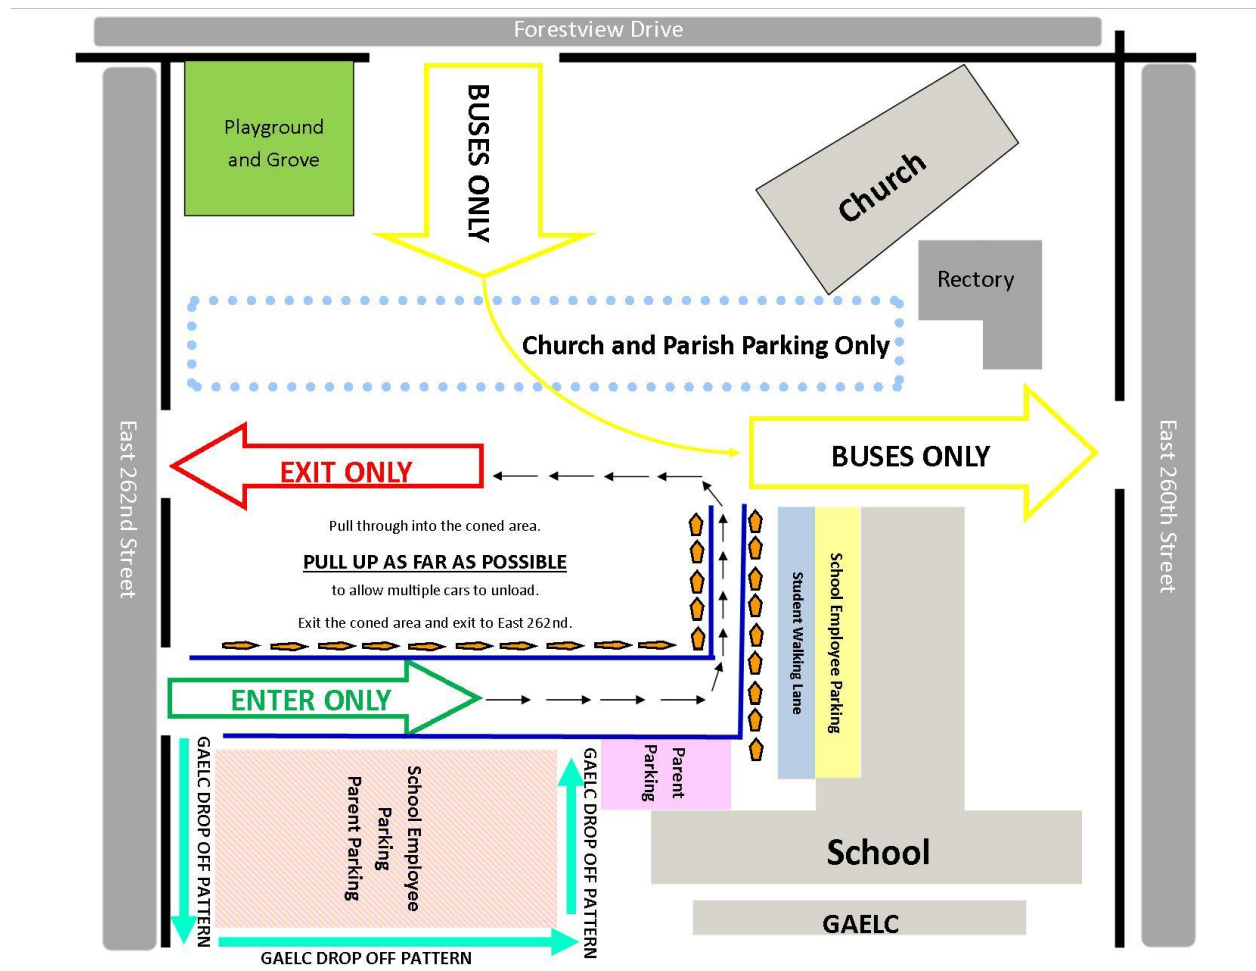 Forestview Drive
Playground
and Grove
BUSES ONLY
Church
Rectory
Church and Parish Parking Only
East 262nd Street
East 260th Street
EXIT ONLY
BUSES ONLY
Pull through into the coned area.
PULL UP AS FAR AS POSSIBLE
to allow multiple cars to unload.
Exit the coned area and exit to East 262nd.
Student Walking Lane
School Employee Parking
ENTER ONLY
GAELC DROP OFF PATTERN
School Employee
Parking
Parent Parking
GAELC DROP OFF PATTERN
Parent
Parking
School
GAELC
GAELC DROP OFF PATTERN